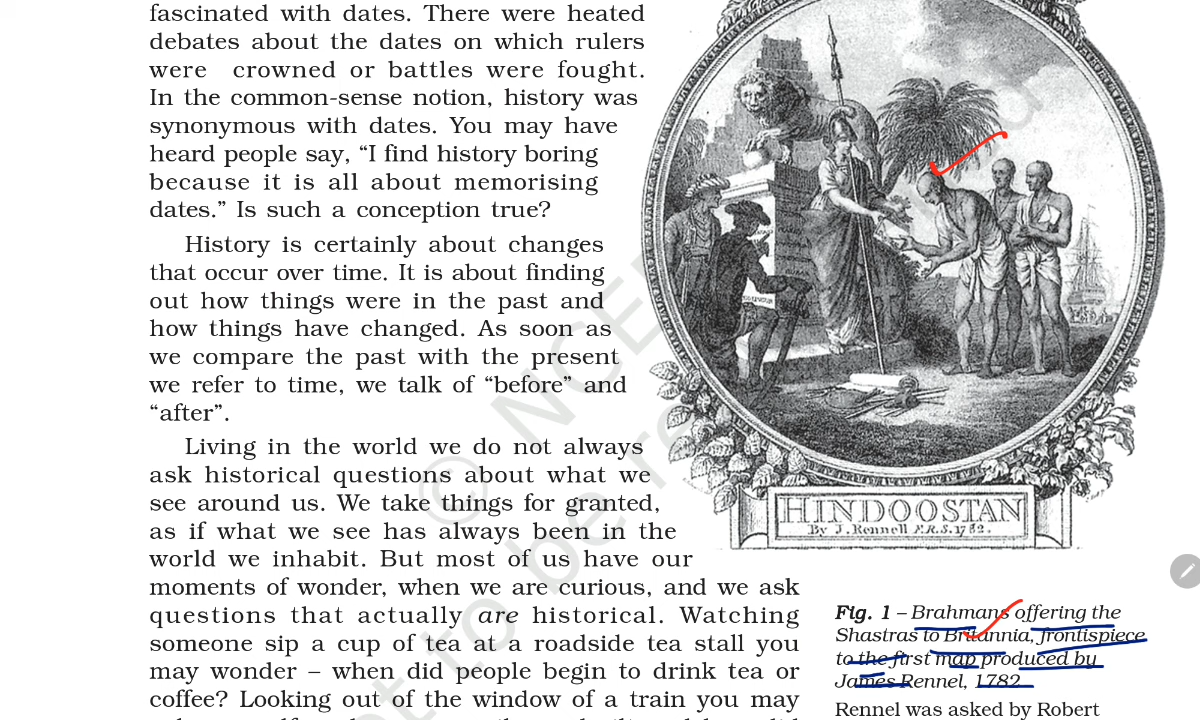 fascinated with dates. There were heated
debates about the dates on which rulers
were crowned or battles were fought.
In the common-sense notion, history was
synonymous with dates. You may have
heard people say, “I find history boring
because it is all about memorising
dates.” Is such a conception true?
History is certainly about changes
that occur over time. It is about finding
out how things were in the past and
how things have changed. As soon as
we compare the past with the present
we refer to time, we talk of “before” and
“after”.
Living in the world we do not always
ask historical questions about what we
see around us. We take things for granted,
as if what we see has always been in the
world we inhabit. But most of us have our
moments of wonder, when we are curious, and we ask
questions that actually are historical. Watching
someone sip a cup of tea at a roadside tea stall you
may wonder – when did people begin to drink tea or
coffee? Looking out of the window of a train you may
HINDOOSTAN
By J. Rennell F.R.S. 1782.
Fig. 1 – Brahmans offering the
Shastras to Britannia, frontispiece
to the first map produced by
James Rennel, 1782
Rennel was asked by Robert
© NCE
not to be re